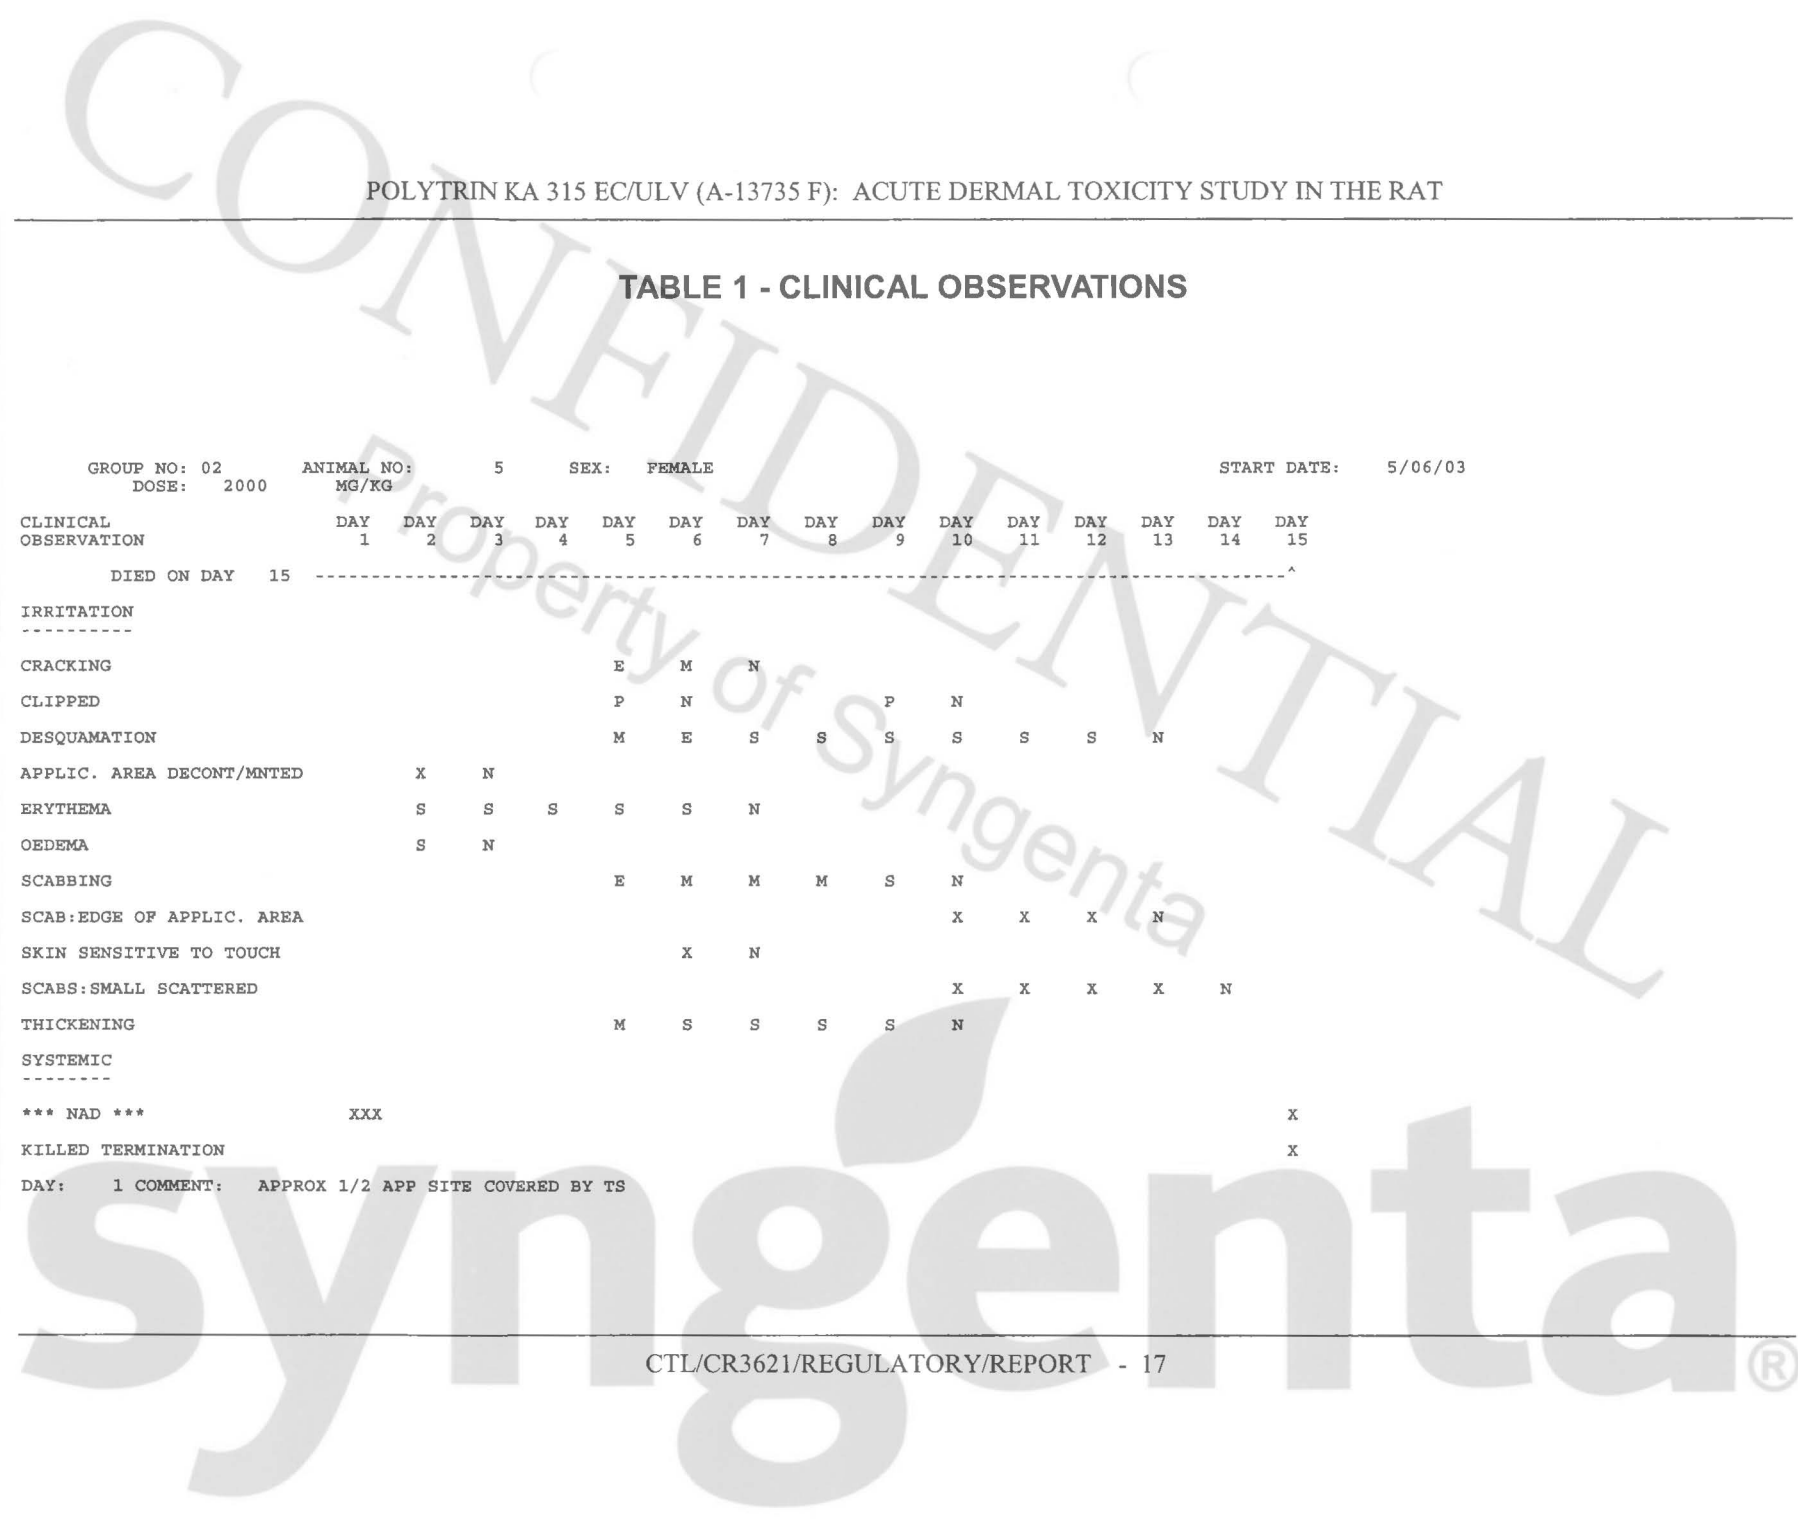 CONFIDENTIAL
Property of Syngenta
POLYTRIN KA 315 EC/ULV (A-13735 F): ACUTE DERMAL TOXICITY STUDY IN THE RAT
TABLE 1 - CLINICAL OBSERVATIONS
GROUP NO: 02 ANIMAL NO: 5 SEX: FEMALE START DATE: 5/06/03
DOSE: 2000 MG/KG
CLINICAL DAY DAY DAY DAY DAY DAY DAY DAY DAY DAY DAY DAY DAY DAY DAY
OBSERVATION 1 2 3 4 5 6 7 8 9 10 11 12 13 14 15
DIED ON DAY 15 ---------------------------------------------------------------------------------------^
IRRITATION
----------
CRACKING E M N
CLIPPED P N P N
DESQUAMATION M E S S S S S S N
APPLIC. AREA DECONT/MNTED X N
ERYTHEMA S S S S S N
OEDEMA S N
SCABBING E M M M S N
SCAB:EDGE OF APPLIC. AREA X X X N
SKIN SENSITIVE TO TOUCH X N
SCABS:SMALL SCATTERED X X X X N
THICKENING M S S S S N
SYSTEMIC
--------
*** NAD *** XXX X
KILLED TERMINATION X
DAY: 1 COMMENT: APPROX 1/2 APP SITE COVERED BY TS
syngenta®
CTL/CR3621/REGULATORY/REPORT - 17